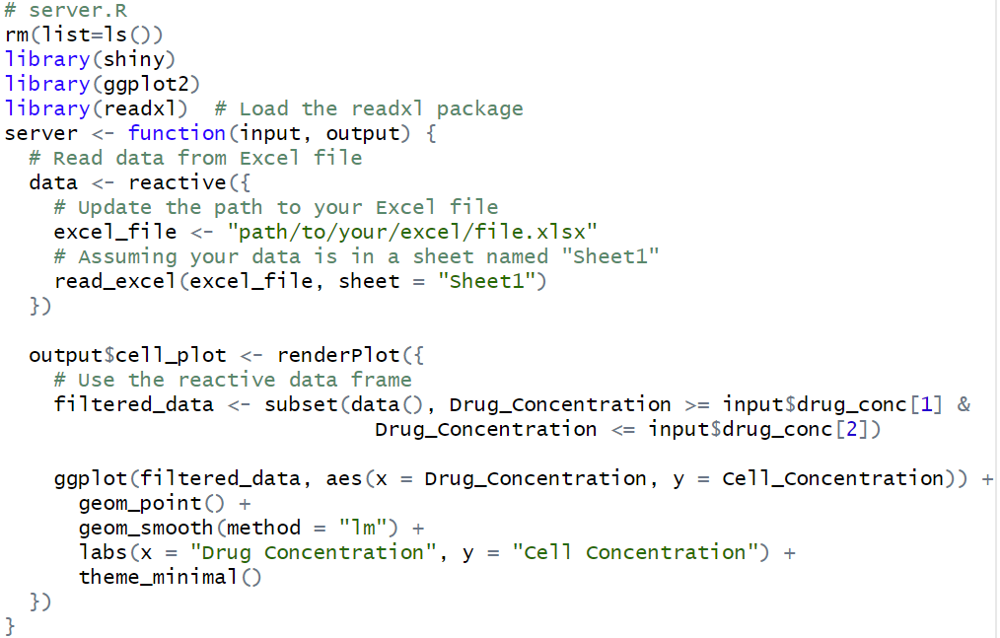 # server.R
rm(list=ls())
library(shiny)
library(ggplot2)
library(readxl)  # Load the readxl package
server <- function(input, output) {
  # Read data from Excel file
  data <- reactive({
    # Update the path to your Excel file
    excel_file <- "path/to/your/excel/file.xlsx"
    # Assuming your data is in a sheet named "Sheet1"
    read_excel(excel_file, sheet = "Sheet1")
  })

  output$cell_plot <- renderPlot({
    # Use the reactive data frame
    filtered_data <- subset(data(), Drug_Concentration >= input$drug_conc[1] &
                              Drug_Concentration <= input$drug_conc[2])

    ggplot(filtered_data, aes(x = Drug_Concentration, y = Cell_Concentration)) +
      geom_point() +
      geom_smooth(method = "lm") +
      labs(x = "Drug Concentration", y = "Cell Concentration") +
      theme_minimal()
  })
}